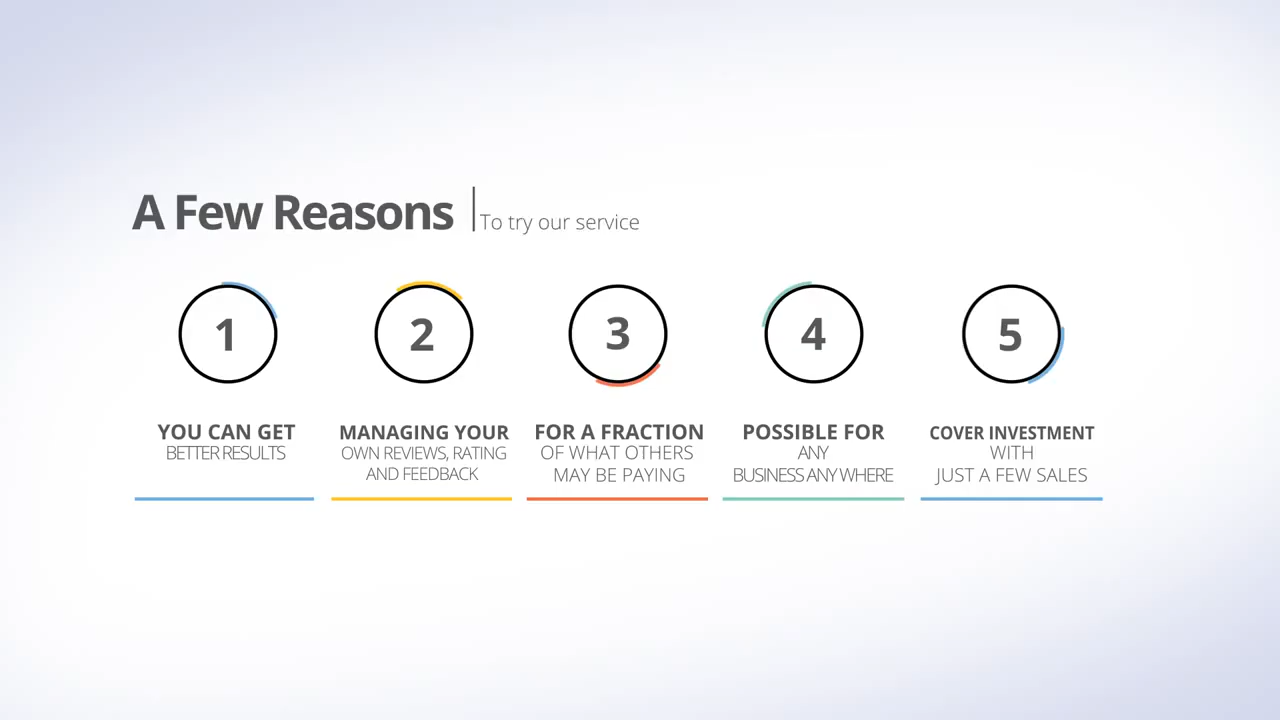 A Few Reasons
To try our service
1
2
3
4
5
YOU CAN GET
BETTER RESULTS
MANAGING YOUR
OWN REVIEWS, RATING
AND FEEDBACK
FOR A FRACTION
OF WHAT OTHERS
MAY BE PAYING
POSSIBLE FOR
ANY
BUSINESS ANY WHERE
COVER INVESTMENT
WITH
JUST A FEW SALES